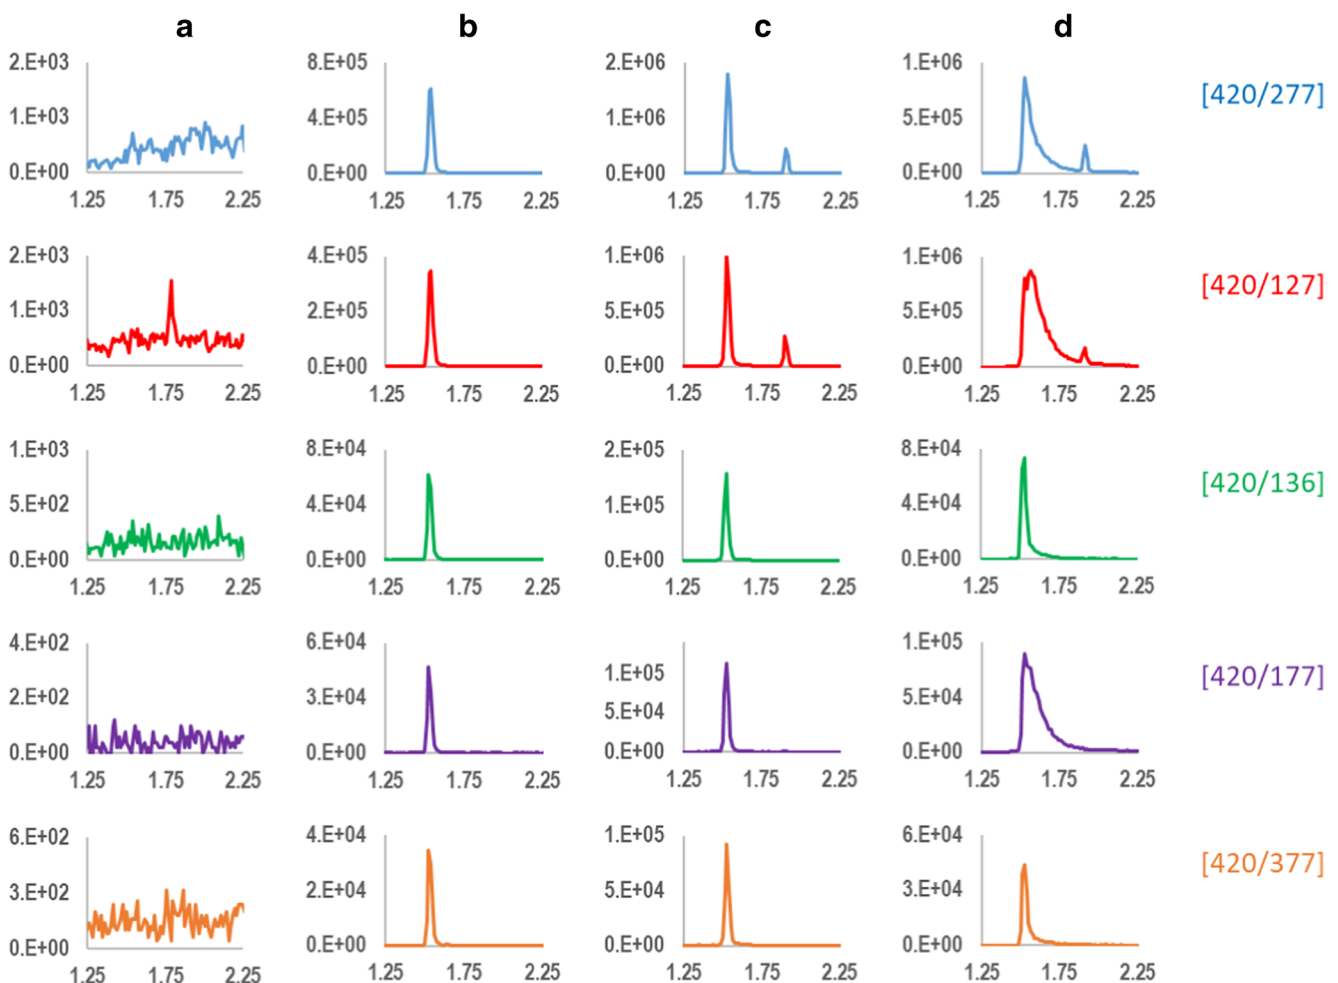 a b c d
2.E+03 8.E+05 2.E+06 1.E+06
[420/277]
1.E+03 4.E+05 1.E+06 5.E+05
0.E+00 0.E+00 0.E+00 0.E+00
1.25 1.75 2.25 1.25 1.75 2.25 1.25 1.75 2.25 1.25 1.75 2.25
2.E+03 4.E+05 1.E+06 1.E+06
[420/127]
1.E+03 2.E+05 5.E+05 5.E+05
0.E+00 0.E+00 0.E+00 0.E+00
1.25 1.75 2.25 1.25 1.75 2.25 1.25 1.75 2.25 1.25 1.75 2.25
1.E+03 8.E+04 2.E+05 8.E+04
[420/136]
5.E+02 4.E+04 1.E+05 4.E+04
0.E+00 0.E+00 0.E+00 0.E+00
1.25 1.75 2.25 1.25 1.75 2.25 1.25 1.75 2.25 1.25 1.75 2.25
4.E+02 6.E+04 1.E+05 1.E+05
[420/177]
2.E+02 3.E+04 5.E+04 5.E+04
0.E+00 0.E+00 0.E+00 0.E+00
1.25 1.75 2.25 1.25 1.75 2.25 1.25 1.75 2.25 1.25 1.75 2.25
6.E+02 4.E+04 1.E+05 6.E+04
[420/377]
3.E+02 2.E+04 5.E+04 3.E+04
0.E+00 0.E+00 0.E+00 0.E+00
1.25 1.75 2.25 1.25 1.75 2.25 1.25 1.75 2.25 1.25 1.75 2.25